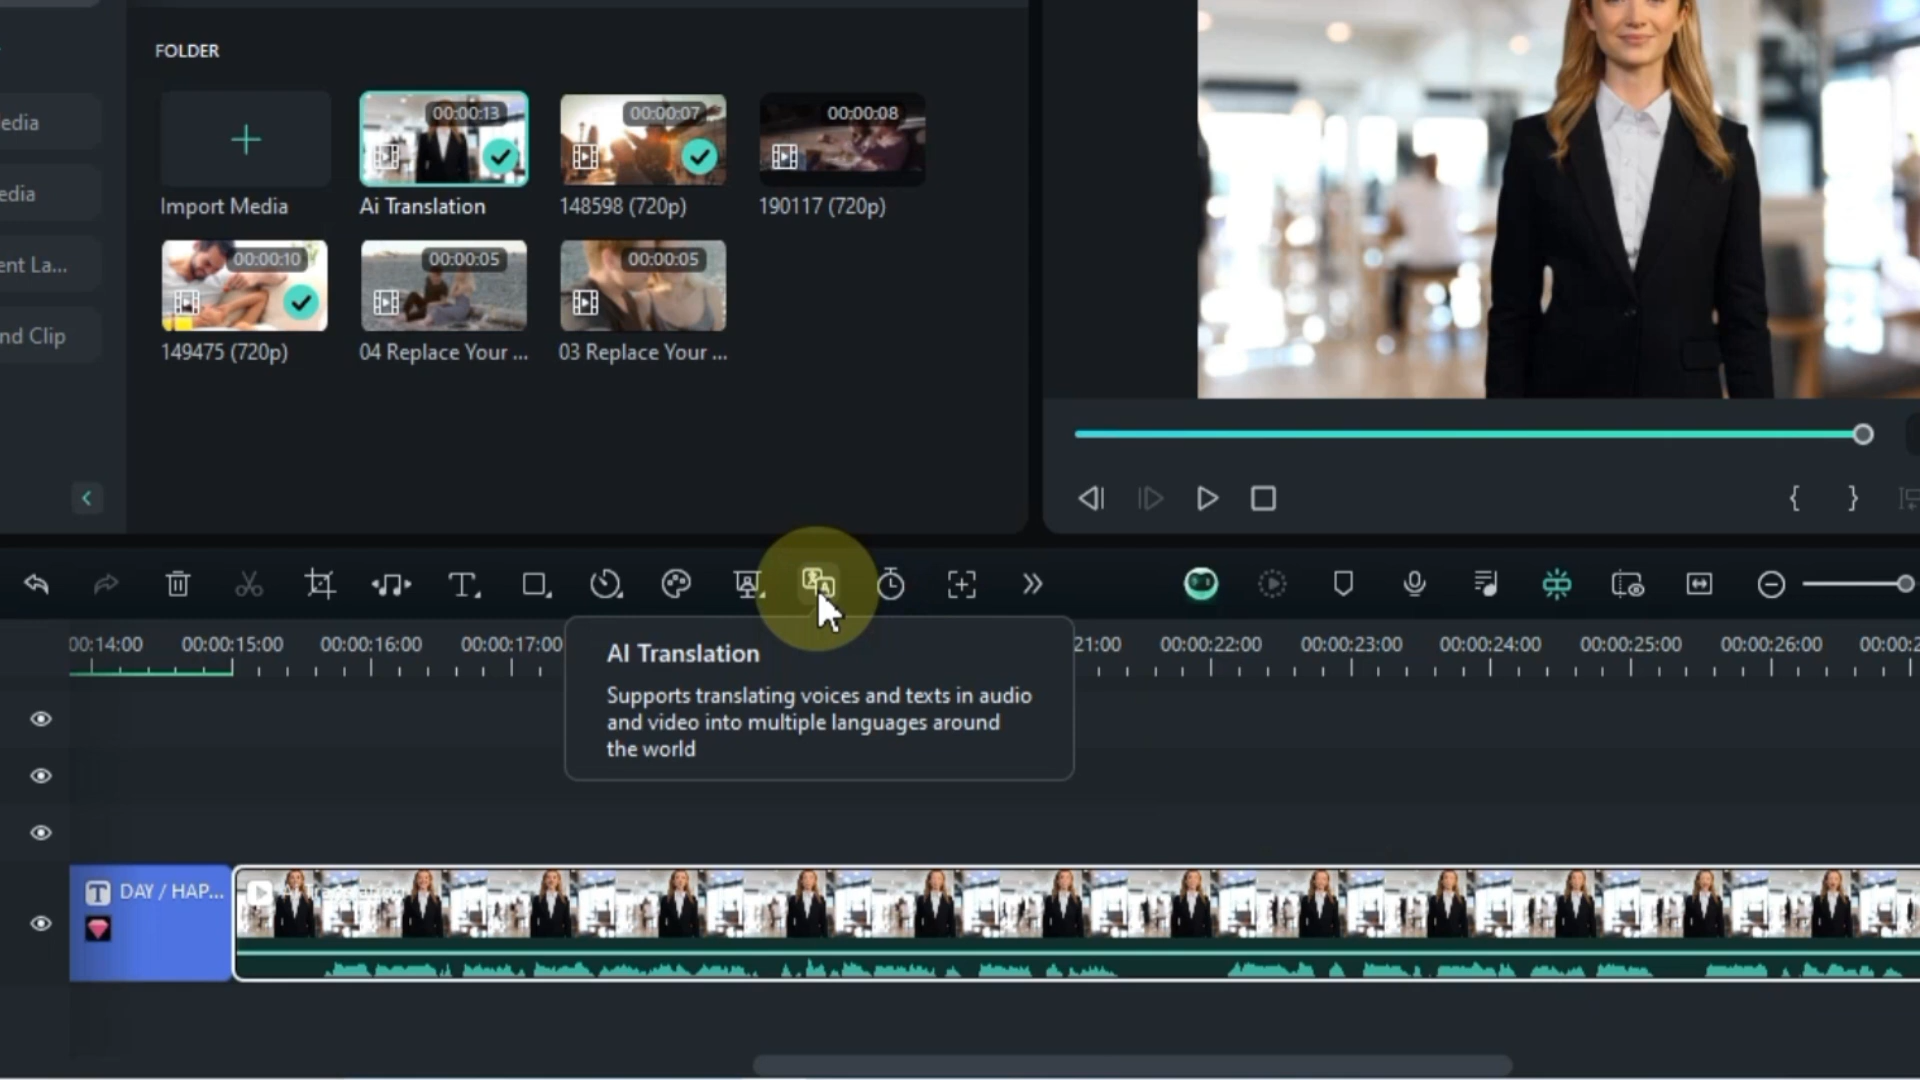 FOLDER
edia
edia
ent La...
nd Clip
00:00:13
00:00:07
00:00:08
Import Media
Ai Translation
148598 (720p)
190117 (720p)
00:00:10
00:00:05
00:00:05
149475 (720p)
04 Replace Your ...
03 Replace Your ...
{ }
00:14:00 00:00:15:00 00:00:16:00 00:00:17:00 21:00 00:00:22:00 00:00:23:00 00:00:24:00 00:00:25:00 00:00:26:00 00:00:2
AI Translation
Supports translating voices and texts in audio
and video into multiple languages around
the world
T DAY / HAP...
Ai Translation